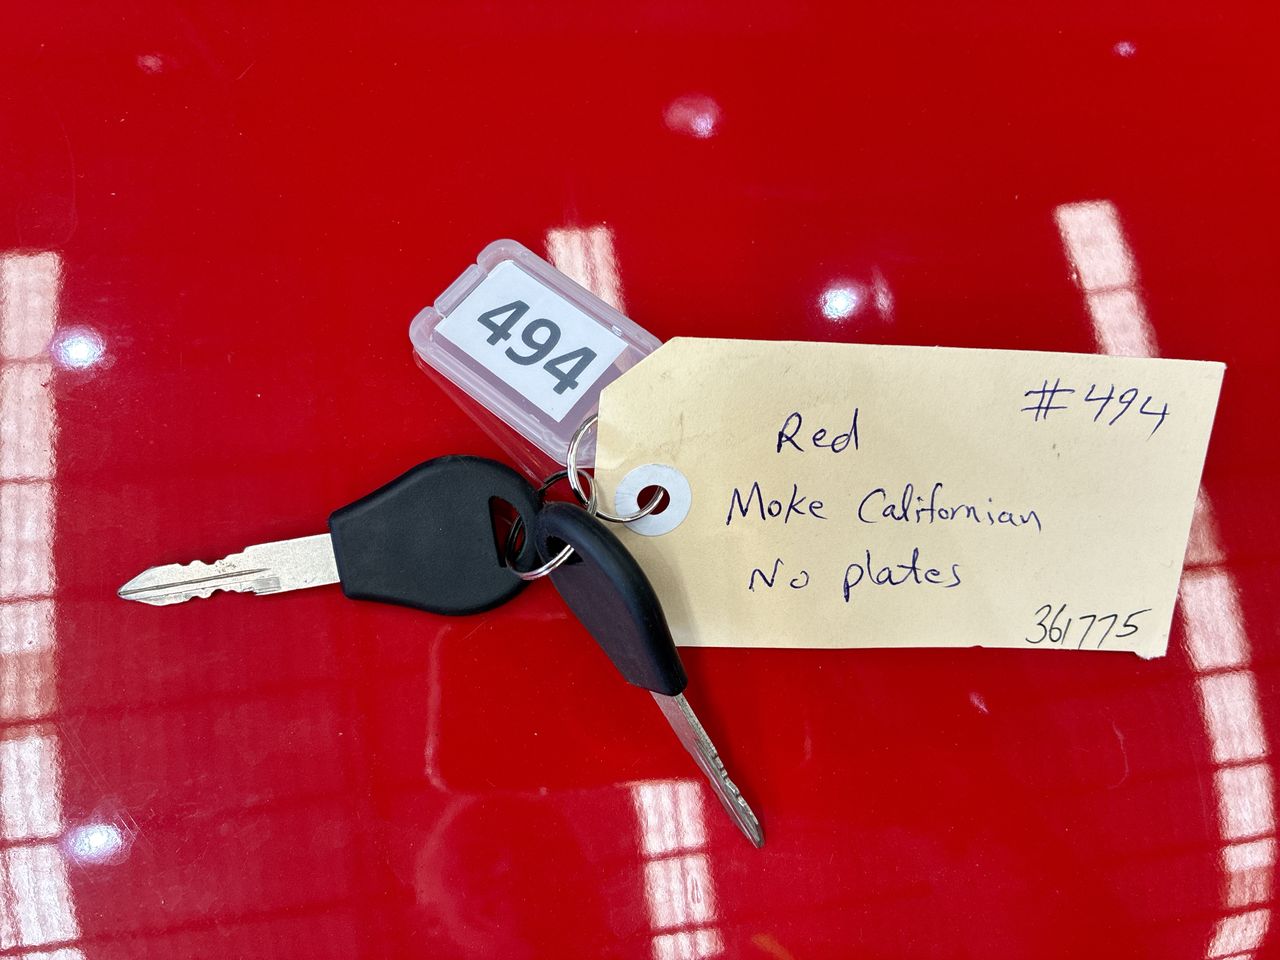 494
#494
Red
Moke Californian
No plates
361775